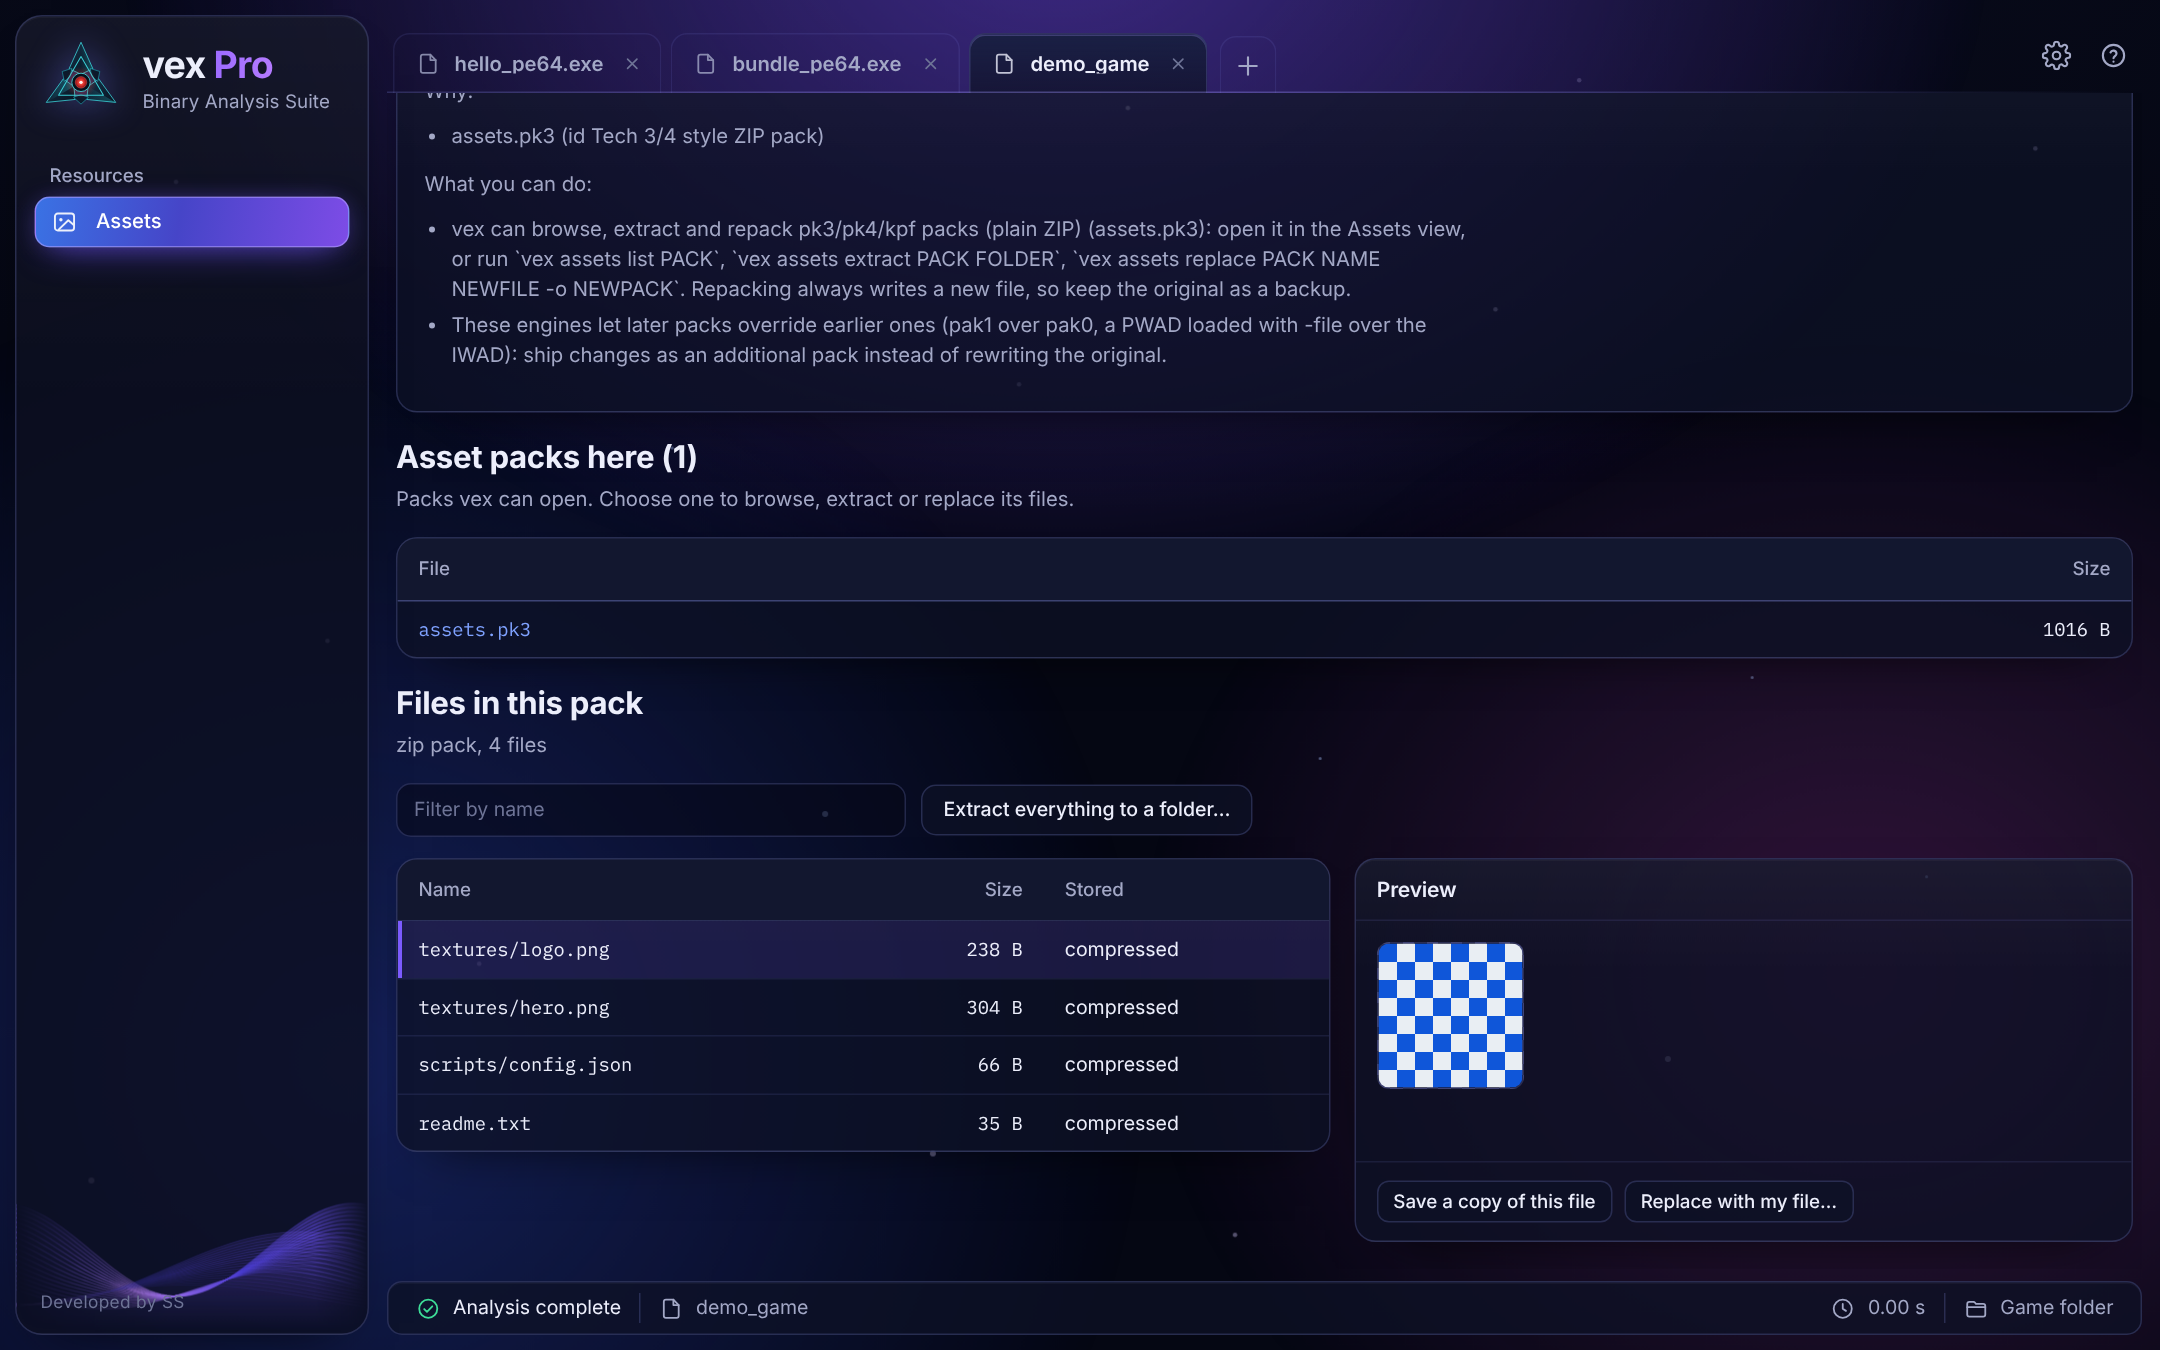 vex Pro
Binary Analysis Suite
Resources
Assets
Developed by SS
hello_pe64.exe
bundle_pe64.exe
demo_game
Why:
• assets.pk3 (id Tech 3/4 style ZIP pack)
What you can do:
• vex can browse, extract and repack pk3/pk4/kpf packs (plain ZIP) (assets.pk3): open it in the Assets view,
or run `vex assets list PACK`, `vex assets extract PACK FOLDER`, `vex assets replace PACK NAME
NEWFILE -o NEWPACK`. Repacking always writes a new file, so keep the original as a backup.
• These engines let later packs override earlier ones (pak1 over pak0, a PWAD loaded with -file over the
IWAD): ship changes as an additional pack instead of rewriting the original.
Asset packs here (1)
Packs vex can open. Choose one to browse, extract or replace its files.
File Size
assets.pk3 1016 B
Files in this pack
zip pack, 4 files
Filter by name
Extract everything to a folder...
Name Size Stored
textures/logo.png 238 B compressed
textures/hero.png 304 B compressed
scripts/config.json 66 B compressed
readme.txt 35 B compressed
Preview
Save a copy of this file
Replace with my file...
Analysis complete
demo_game
0.00 s
Game folder